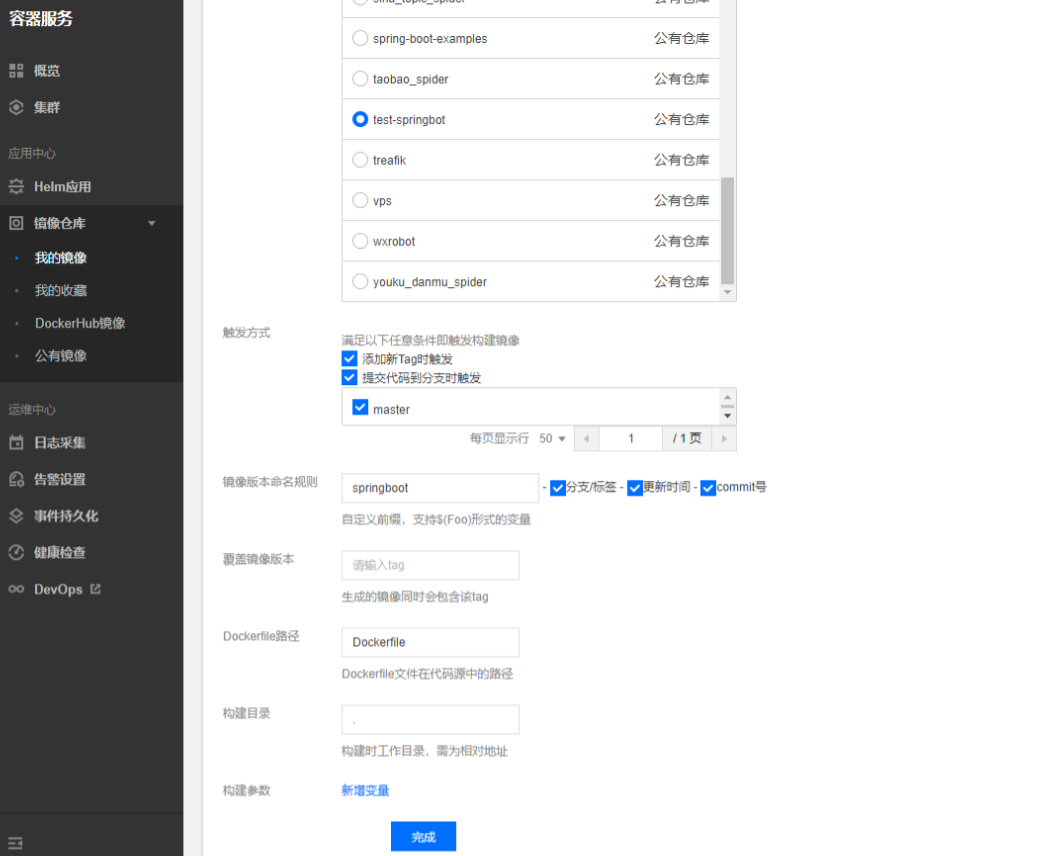 容器服务
概览
集群
应用中心
Helm应用
镜像仓库
我的镜像
我的收藏
DockerHub镜像
公有镜像
运维中心
日志采集
告警设置
事件持久化
健康检查
DevOps
sina_topic_spider 公有仓库
spring-boot-examples 公有仓库
taobao_spider 公有仓库
test-springbot 公有仓库
treafik 公有仓库
vps 公有仓库
wxrobot 公有仓库
youku_danmu_spider 公有仓库
触发方式
满足以下任意条件即触发构建镜像
添加新Tag时触发
提交代码到分支时触发
master
每页显示行 50 1 / 1 页
镜像版本命名规则 springboot - 分支/标签 - 更新时间 - commit号
自定义前缀，支持$(Foo)形式的变量
覆盖镜像版本 请输入tag
生成的镜像同时会包含该tag
Dockerfile路径 Dockerfile
Dockerfile文件在代码源中的路径
构建目录 .
构建时工作目录，需为相对地址
构建参数 新增变量
完成